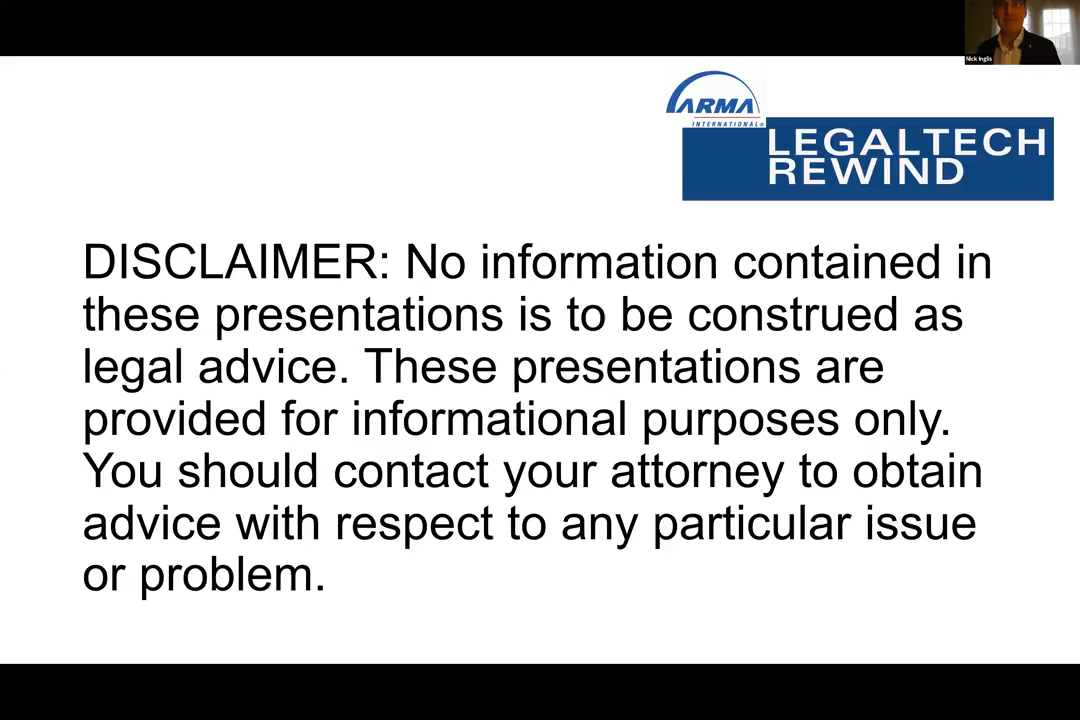 Nick Inglis
ARMA
INTERNATIONAL®
LEGALTECH
REWIND
DISCLAIMER: No information contained in
these presentations is to be construed as
legal advice. These presentations are
provided for informational purposes only.
You should contact your attorney to obtain
advice with respect to any particular issue
or problem.